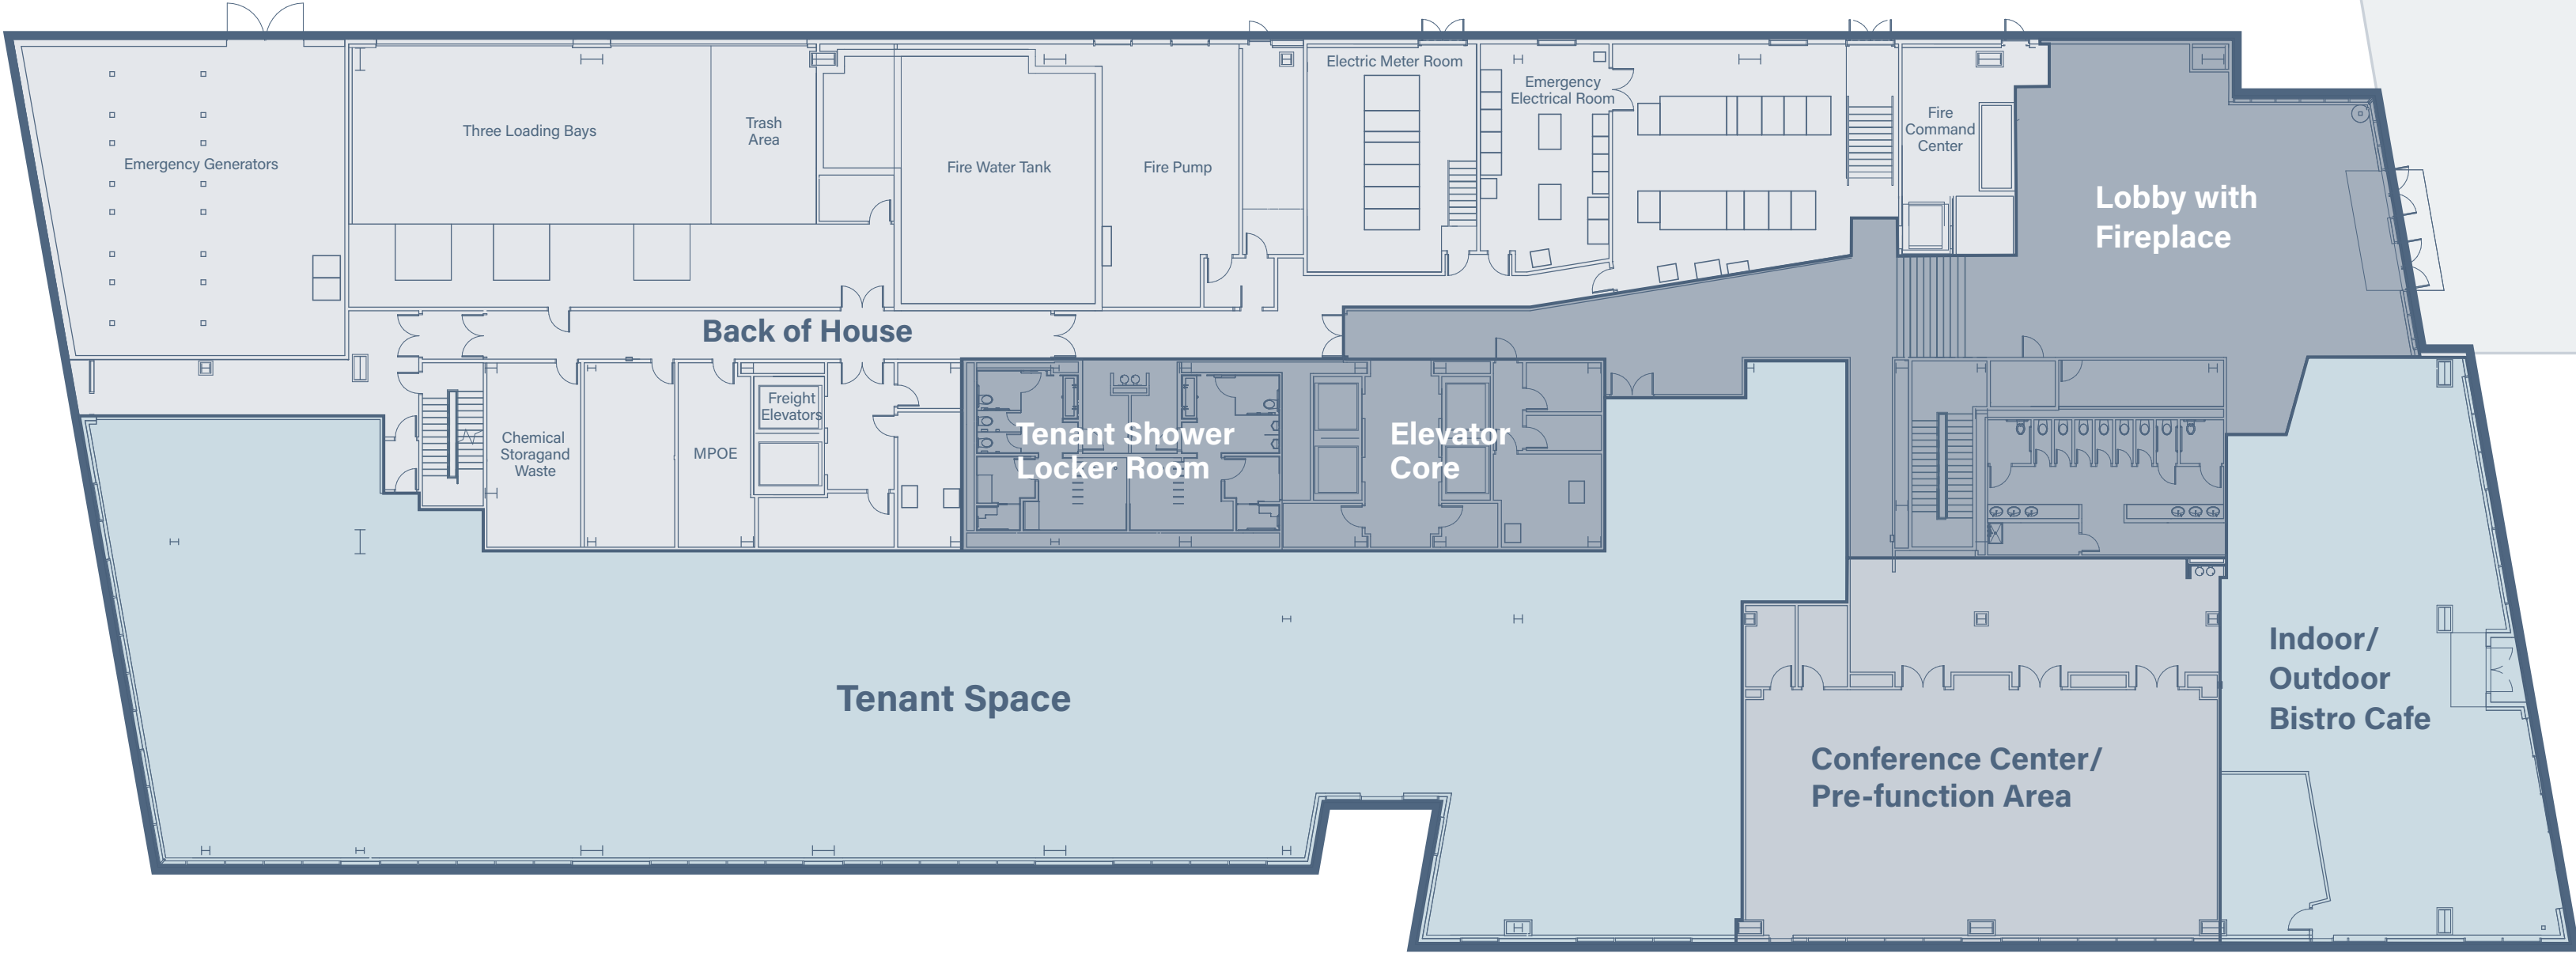 Electric Meter Room
Emergency
Electrical Room
Three Loading Bays
Trash
Area
Fire
Command
Center
Emergency Generators
Fire Water Tank
Fire Pump
Lobby with
Fireplace
Back of House
Freight
Elevators
Chemical
Storagand
Waste
MPOE
Tenant Shower
Locker Room
Elevator
Core
Tenant Space
Indoor/
Outdoor
Bistro Cafe
Conference Center/
Pre-function Area